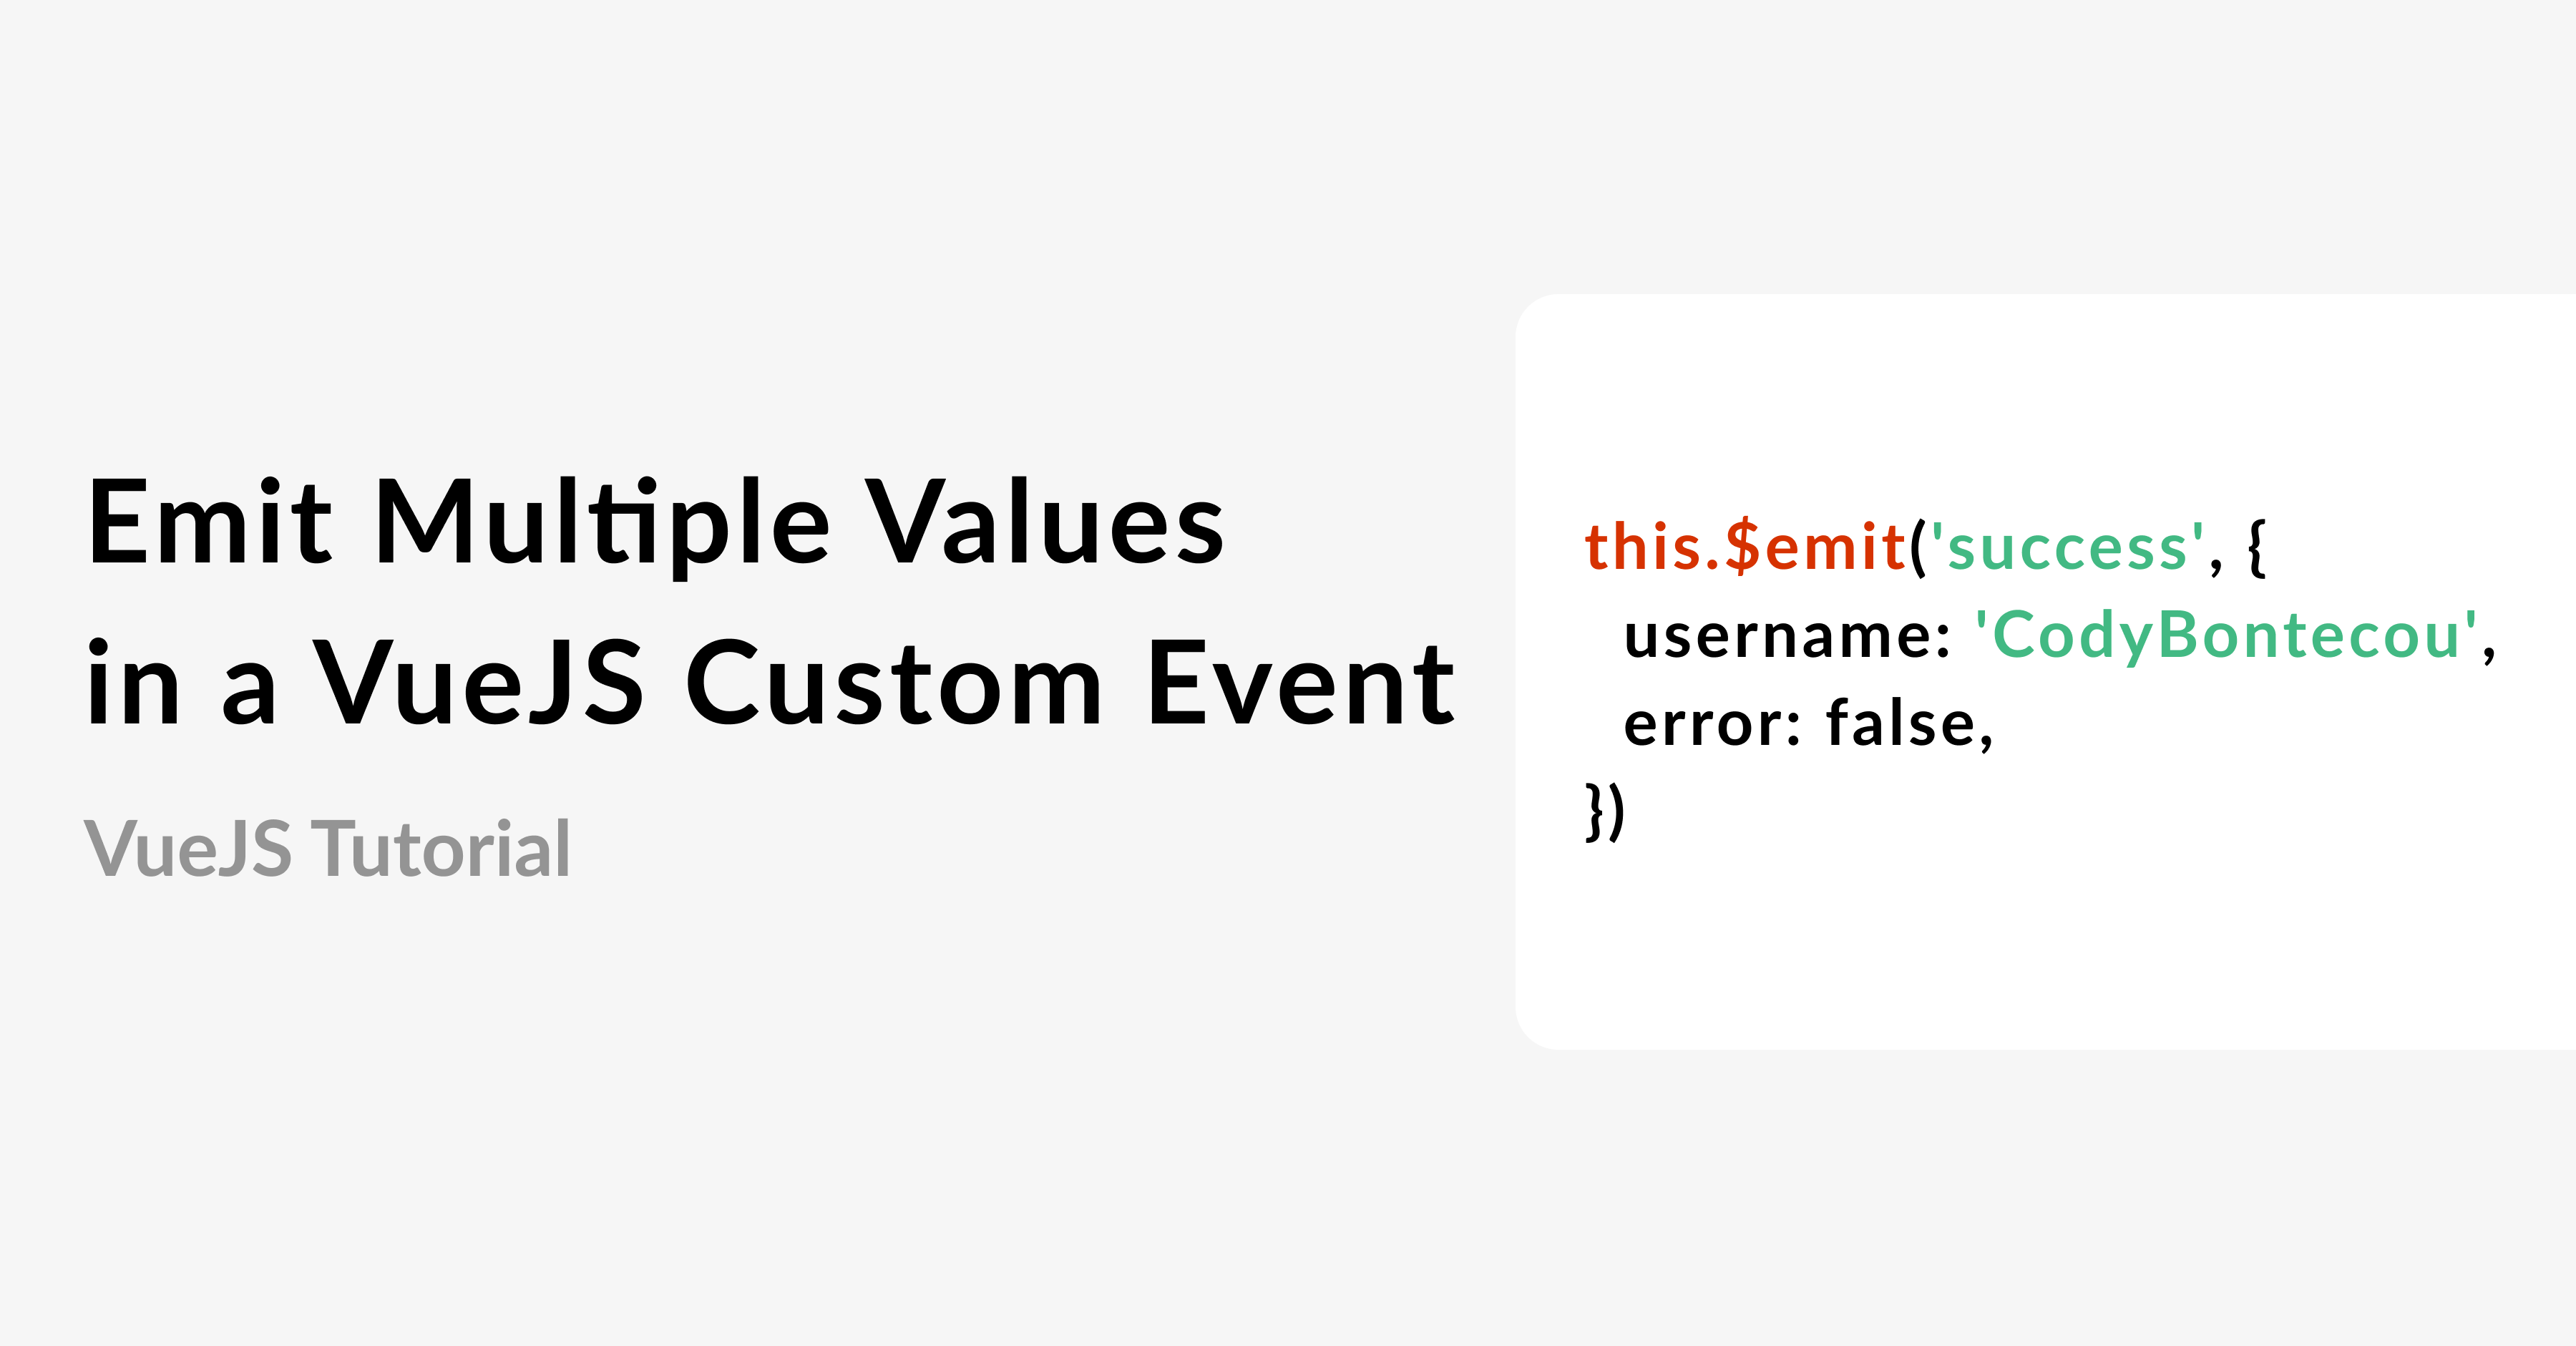 Emit Multiple Values
in a VueJS Custom Event
VueJS Tutorial
this.$emit('success', {
  username: 'CodyBontecou',
  error: false,
})